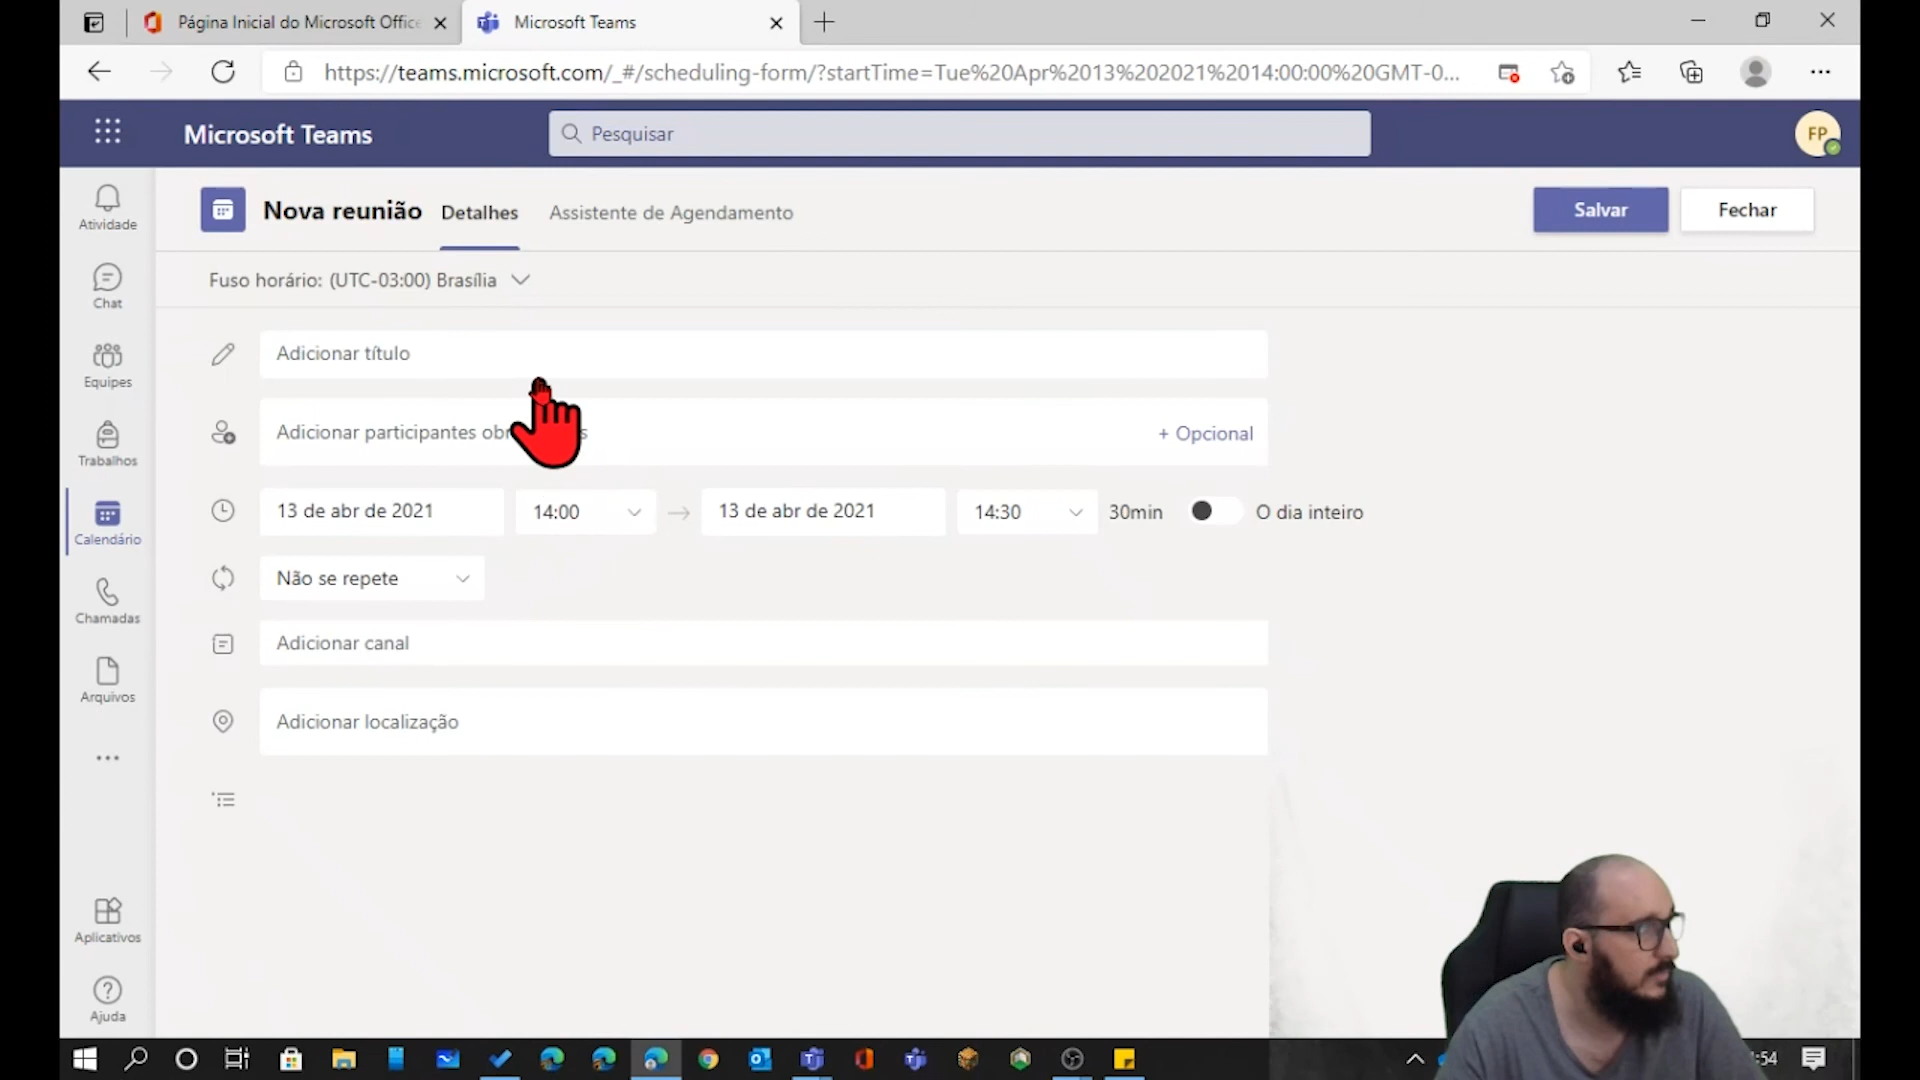 Página Inicial do Microsoft Office
Microsoft Teams
https://teams.microsoft.com/_#/scheduling-form/?startTime=Tue%20Apr%2013%202021%2014:00:00%20GMT-0...
Microsoft Teams
Pesquisar
FP
Atividade
Chat
Equipes
Trabalhos
Calendário
Chamadas
Arquivos
Aplicativos
Ajuda
Nova reunião Detalhes Assistente de Agendamento
Salvar Fechar
Fuso horário: (UTC-03:00) Brasília
Adicionar título
Adicionar participantes
+ Opcional
13 de abr de 2021 14:00 → 13 de abr de 2021 14:30 30min O dia inteiro
Não se repete
Adicionar canal
Adicionar localização
:54